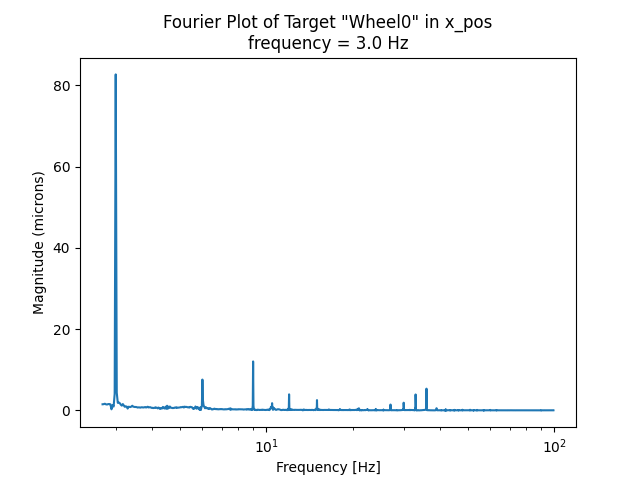 Fourier Plot of Target "Wheel0" in x_pos
frequency = 3.0 Hz
Magnitude (microns)
80
60
40
20
0
10¹
10²
Frequency [Hz]